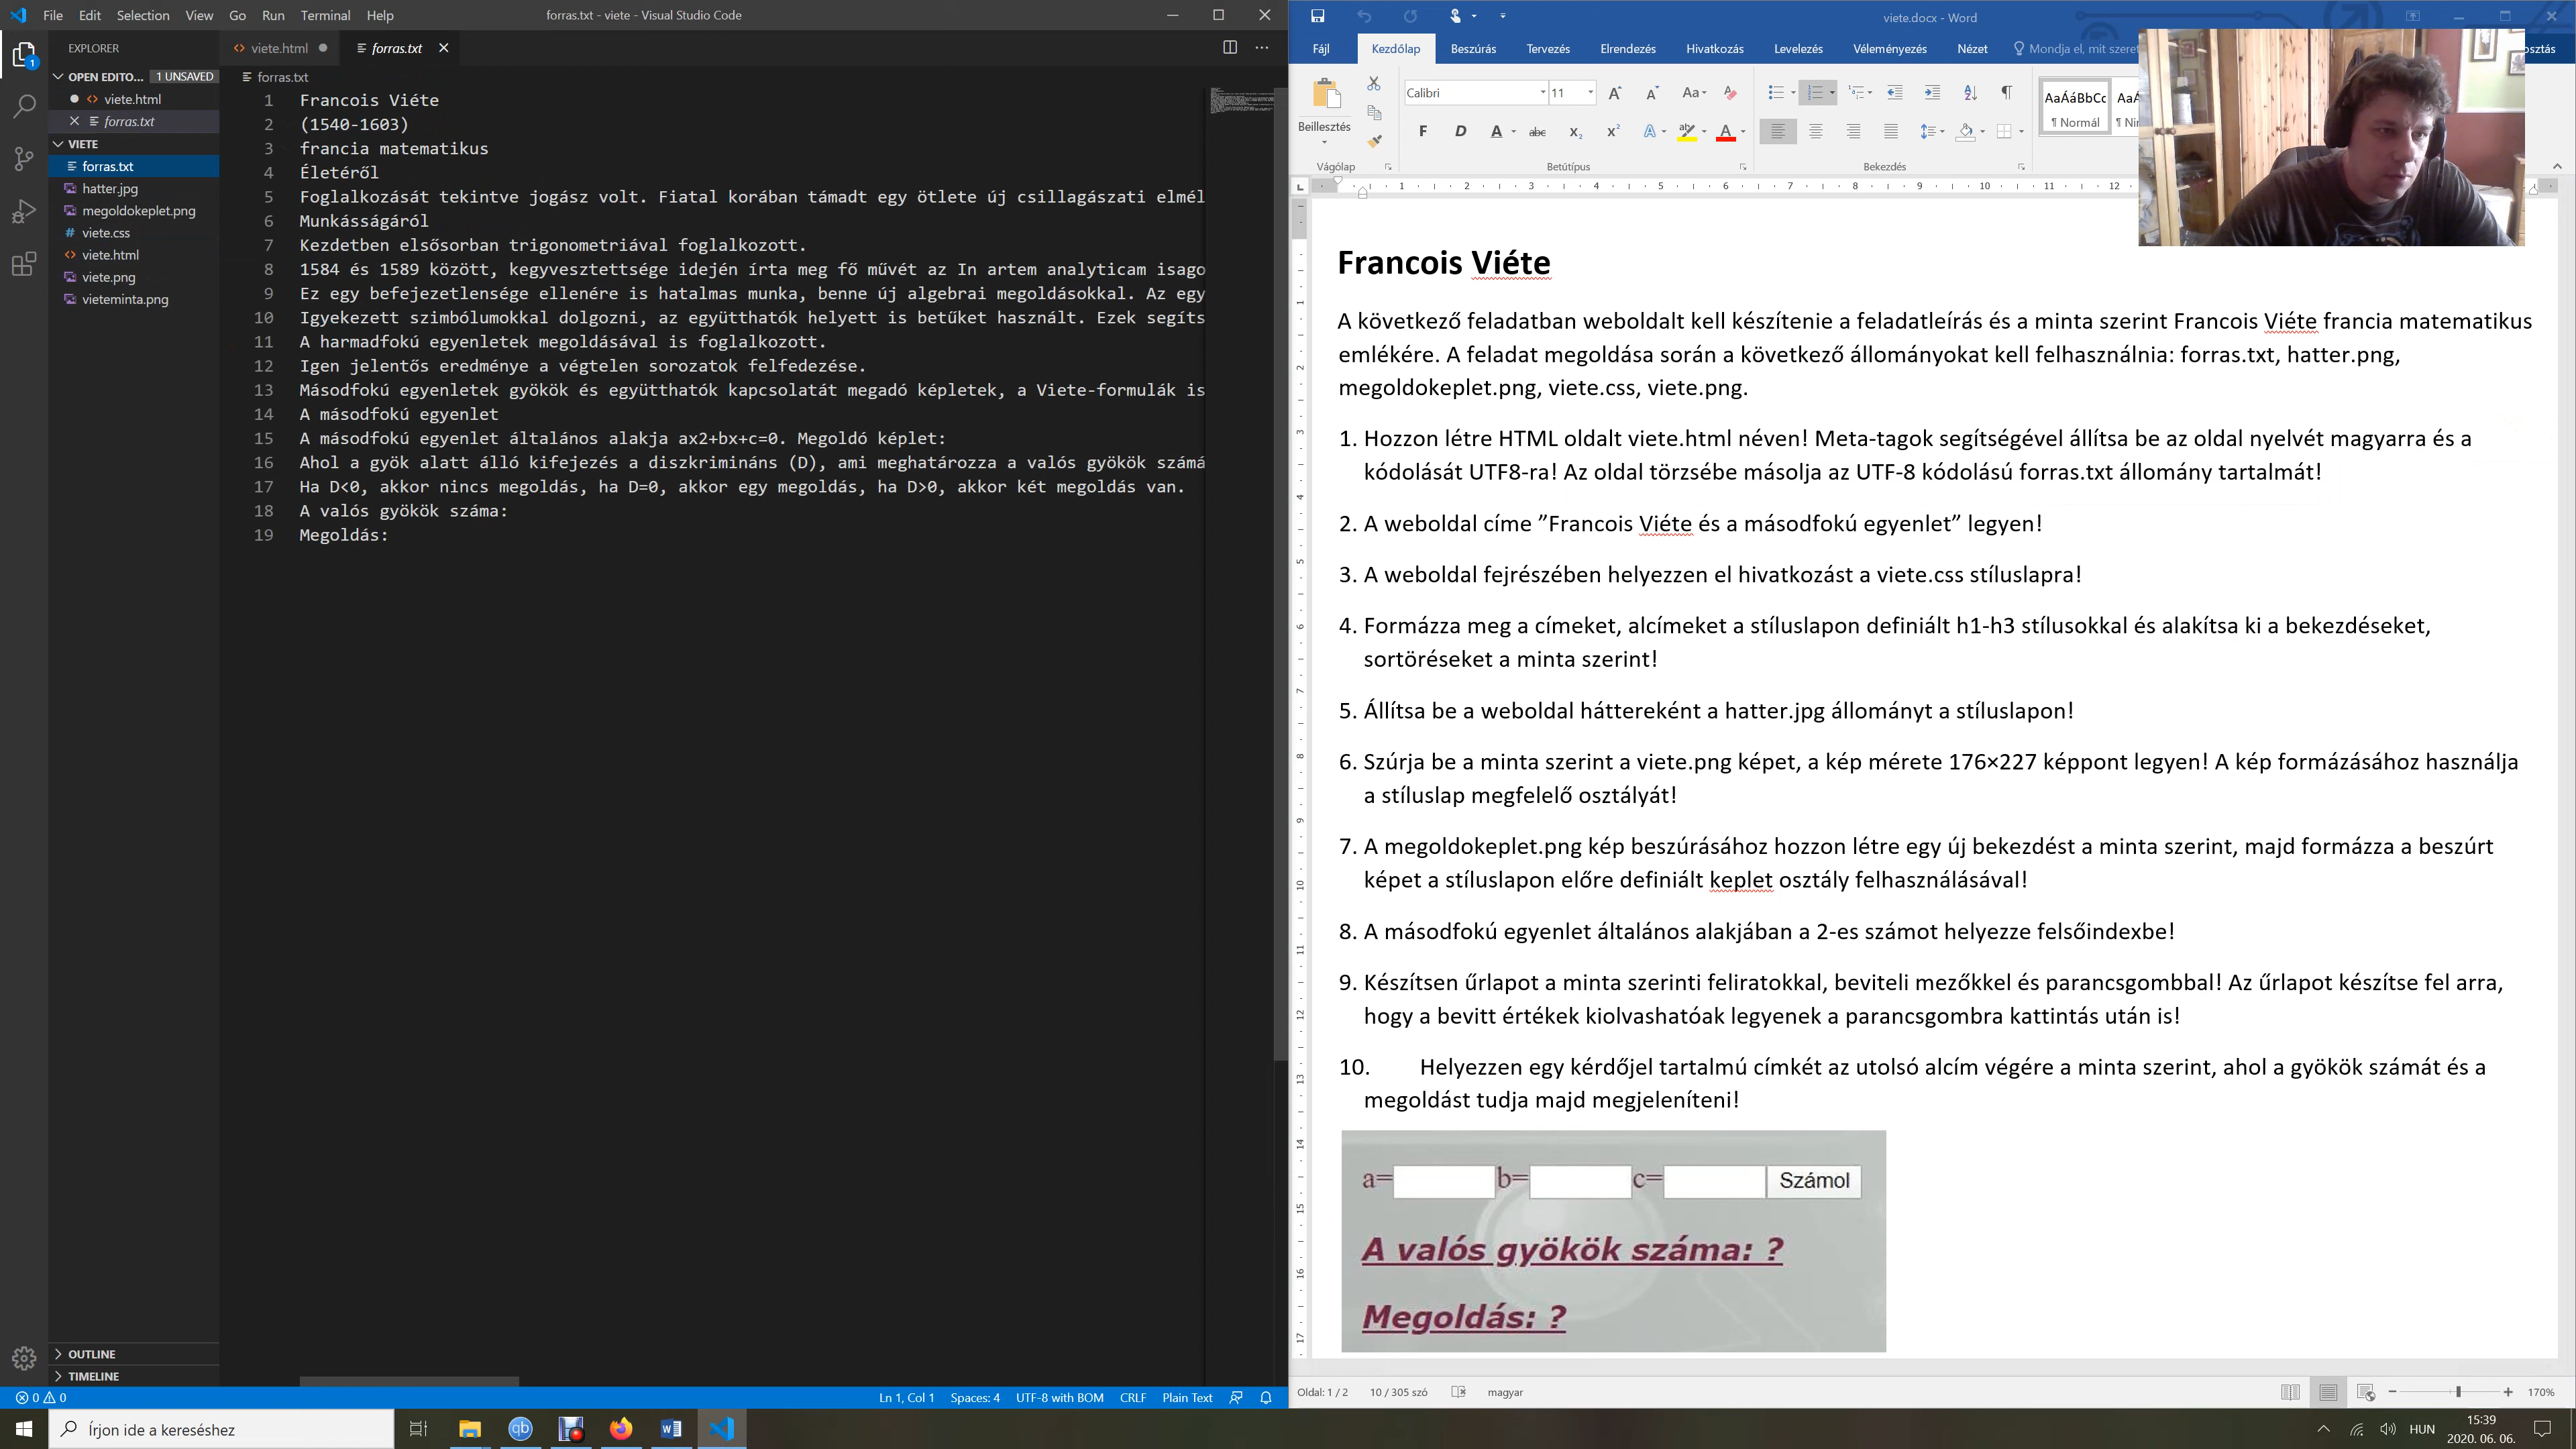 File Edit Selection View Go Run Terminal Help
forras.txt - viete - Visual Studio Code
EXPLORER
OPEN EDITO... 1 UNSAVED
viete.html
forras.txt
VIETE
forras.txt
hatter.jpg
megoldokeplet.png
viete.css
viete.html
viete.png
vieteminta.png
OUTLINE
TIMELINE
viete.html
forras.txt
forras.txt
1 Francois Viéte
2 (1540-1603)
3 francia matematikus
4 Életéről
5 Foglalkozását tekintve jogász volt. Fiatal korában támadt egy ötlete új csillagászati elmél
6 Munkásságáról
7 Kezdetben elsősorban trigonometriával foglalkozott.
8 1584 és 1589 között, kegyvesztettsége idején írta meg fő művét az In artem analyticam isago
9 Ez egy befejezetlensége ellenére is hatalmas munka, benne új algebrai megoldásokkal. Az egy
10 Igyekezett szimbólumokkal dolgozni, az együtthatók helyett is betűket használt. Ezek segíts
11 A harmadfokú egyenletek megoldásával is foglalkozott.
12 Igen jelentős eredménye a végtelen sorozatok felfedezése.
13 Másodfokú egyenletek gyökök és együtthatók kapcsolatát megadó képletek, a Viete-formulák is
14 A másodfokú egyenlet
15 A másodfokú egyenlet általános alakja ax2+bx+c=0. Megoldó képlet:
16 Ahol a gyök alatt álló kifejezés a diszkrimináns (D), ami meghatározza a valós gyökök számá
17 Ha D<0, akkor nincs megoldás, ha D=0, akkor egy megoldás, ha D>0, akkor két megoldás van.
18 A valós gyökök száma:
19 Megoldás:
0 0
Ln 1, Col 1 Spaces: 4 UTF-8 with BOM CRLF Plain Text
viete.docx - Word
Fájl Kezdőlap Beszúrás Tervezés Elrendezés Hivatkozás Levelezés Véleményezés Nézet Mondja el, mit szeret
Beillesztés
Calibri 11
Vágólap Betűtípus Bekezdés
AaÁáBbCc
¶ Normál
Francois Viéte
A következő feladatban weboldalt kell készítenie a feladatleírás és a minta szerint Francois Viéte francia matematikus
emlékére. A feladat megoldása során a következő állományokat kell felhasználnia: forras.txt, hatter.png,
megoldokeplet.png, viete.css, viete.png.
1. Hozzon létre HTML oldalt viete.html néven! Meta-tagok segítségével állítsa be az oldal nyelvét magyarra és a
kódolását UTF8-ra! Az oldal törzsébe másolja az UTF-8 kódolású forras.txt állomány tartalmát!
2. A weboldal címe ”Francois Viéte és a másodfokú egyenlet” legyen!
3. A weboldal fejrészében helyezzen el hivatkozást a viete.css stíluslapra!
4. Formázza meg a címeket, alcímeket a stíluslapon definiált h1-h3 stílusokkal és alakítsa ki a bekezdéseket,
sortöréseket a minta szerint!
5. Állítsa be a weboldal háttereként a hatter.jpg állományt a stíluslapon!
6. Szúrja be a minta szerint a viete.png képet, a kép mérete 176×227 képpont legyen! A kép formázásához használja
a stíluslap megfelelő osztályát!
7. A megoldokeplet.png kép beszúrásához hozzon létre egy új bekezdést a minta szerint, majd formázza a beszúrt
képet a stíluslapon előre definiált keplet osztály felhasználásával!
8. A másodfokú egyenlet általános alakjában a 2-es számot helyezze felsőindexbe!
9. Készítsen űrlapot a minta szerinti feliratokkal, beviteli mezőkkel és parancsgombbal! Az űrlapot készítse fel arra,
hogy a bevitt értékek kiolvashatóak legyenek a parancsgombra kattintás után is!
10. Helyezzen egy kérdőjel tartalmú címkét az utolsó alcím végére a minta szerint, ahol a gyökök számát és a
megoldást tudja majd megjeleníteni!
a= b= c= Számol
A valós gyökök száma: ?
Megoldás: ?
Oldal: 1 / 2 10 / 305 szó magyar
170%
Írjon ide a kereséshez
HUN
15:39
2020. 06. 06.